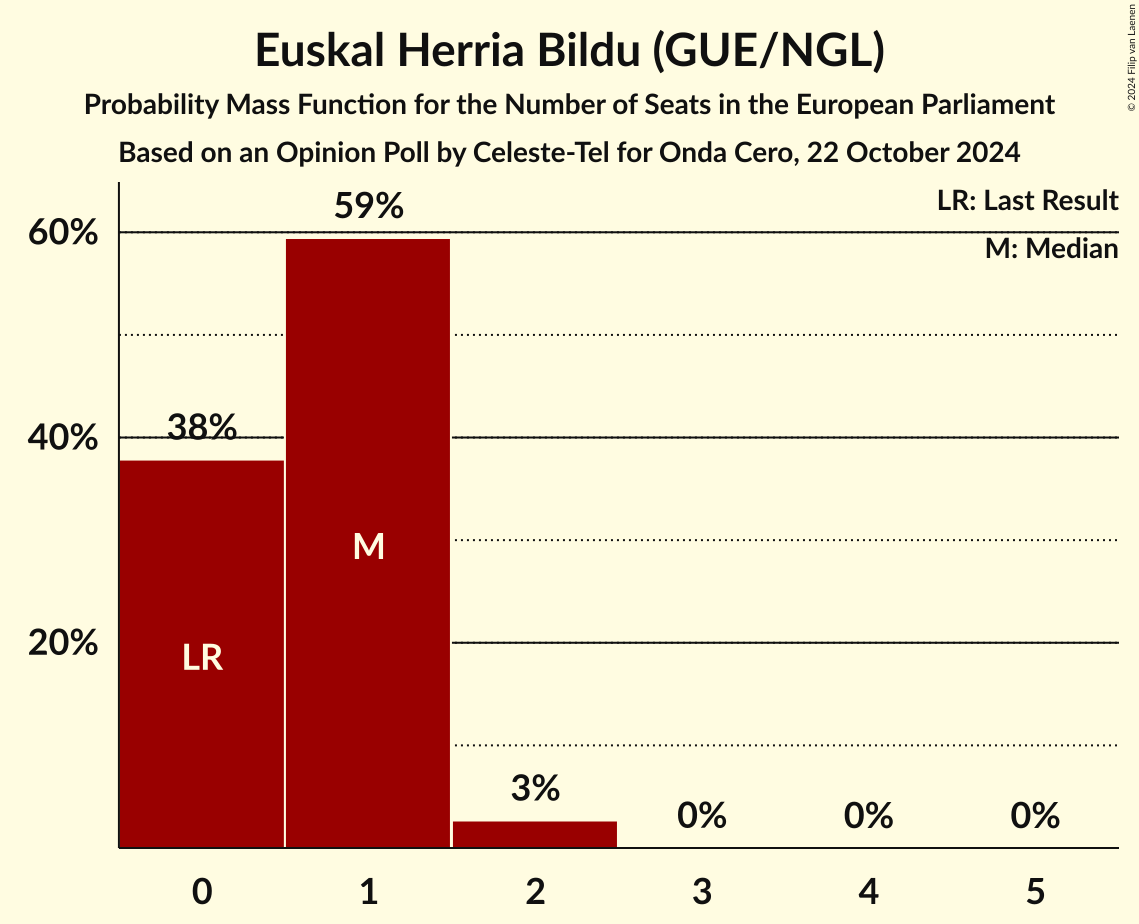 Euskal Herria Bildu (GUE/NGL)
Probability Mass Function for the Number of Seats in the European Parliament
Based on an Opinion Poll by Celeste-Tel for Onda Cero, 22 October 2024
© 2024 Filip van Laenen
LR: Last Result
M: Median
60%
40%
20%
38%
59%
3%
0%
0%
0%
LR
M
0
1
2
3
4
5